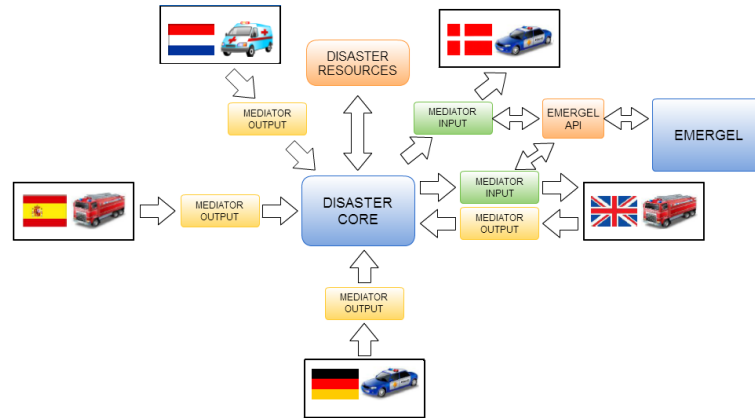 DISASTER
RESOURCES
MEDIATOR
OUTPUT
MEDIATOR
INPUT
EMERGEL
API
EMERGEL
MEDIATOR
OUTPUT
DISASTER
CORE
MEDIATOR
INPUT
MEDIATOR
OUTPUT
MEDIATOR
OUTPUT